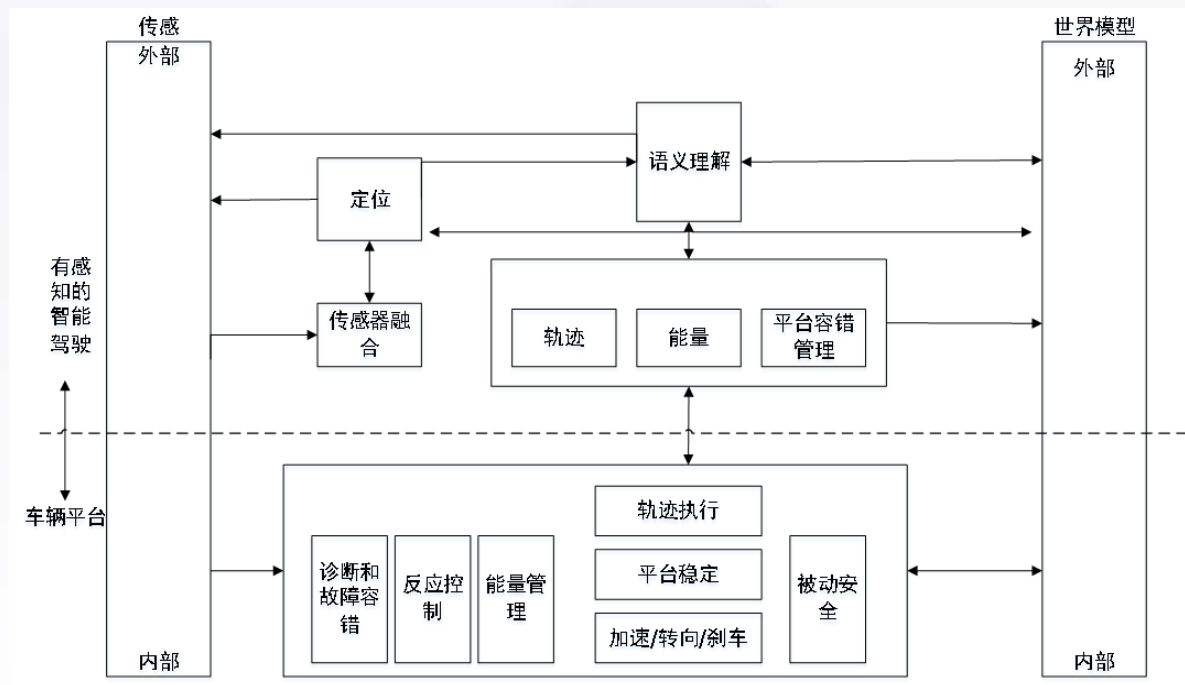 传感
世界模型
外部
外部
语义理解
定位
有感
知的
智能
驾驶
传感器融
合
轨迹
能量
平台容错
管理
车辆平台
轨迹执行
诊断和
故障容
错
反应控
制
能量管
理
平台稳定
被动安
全
加速/转向/刹车
内部
内部